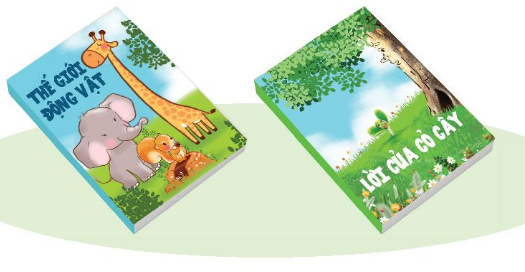 THẾ GIỚI
ĐỘNG VẬT
LỜI CỦA CỎ CÂY